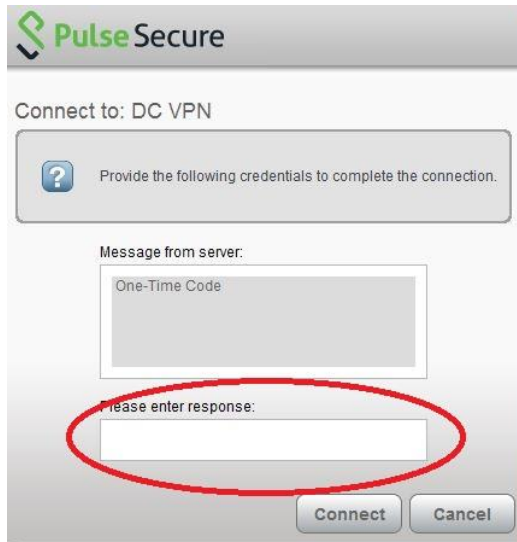 Pulse Secure
Connect to: DC VPN
Provide the following credentials to complete the connection.
Message from server:
One-Time Code
Please enter response:
Connect Cancel